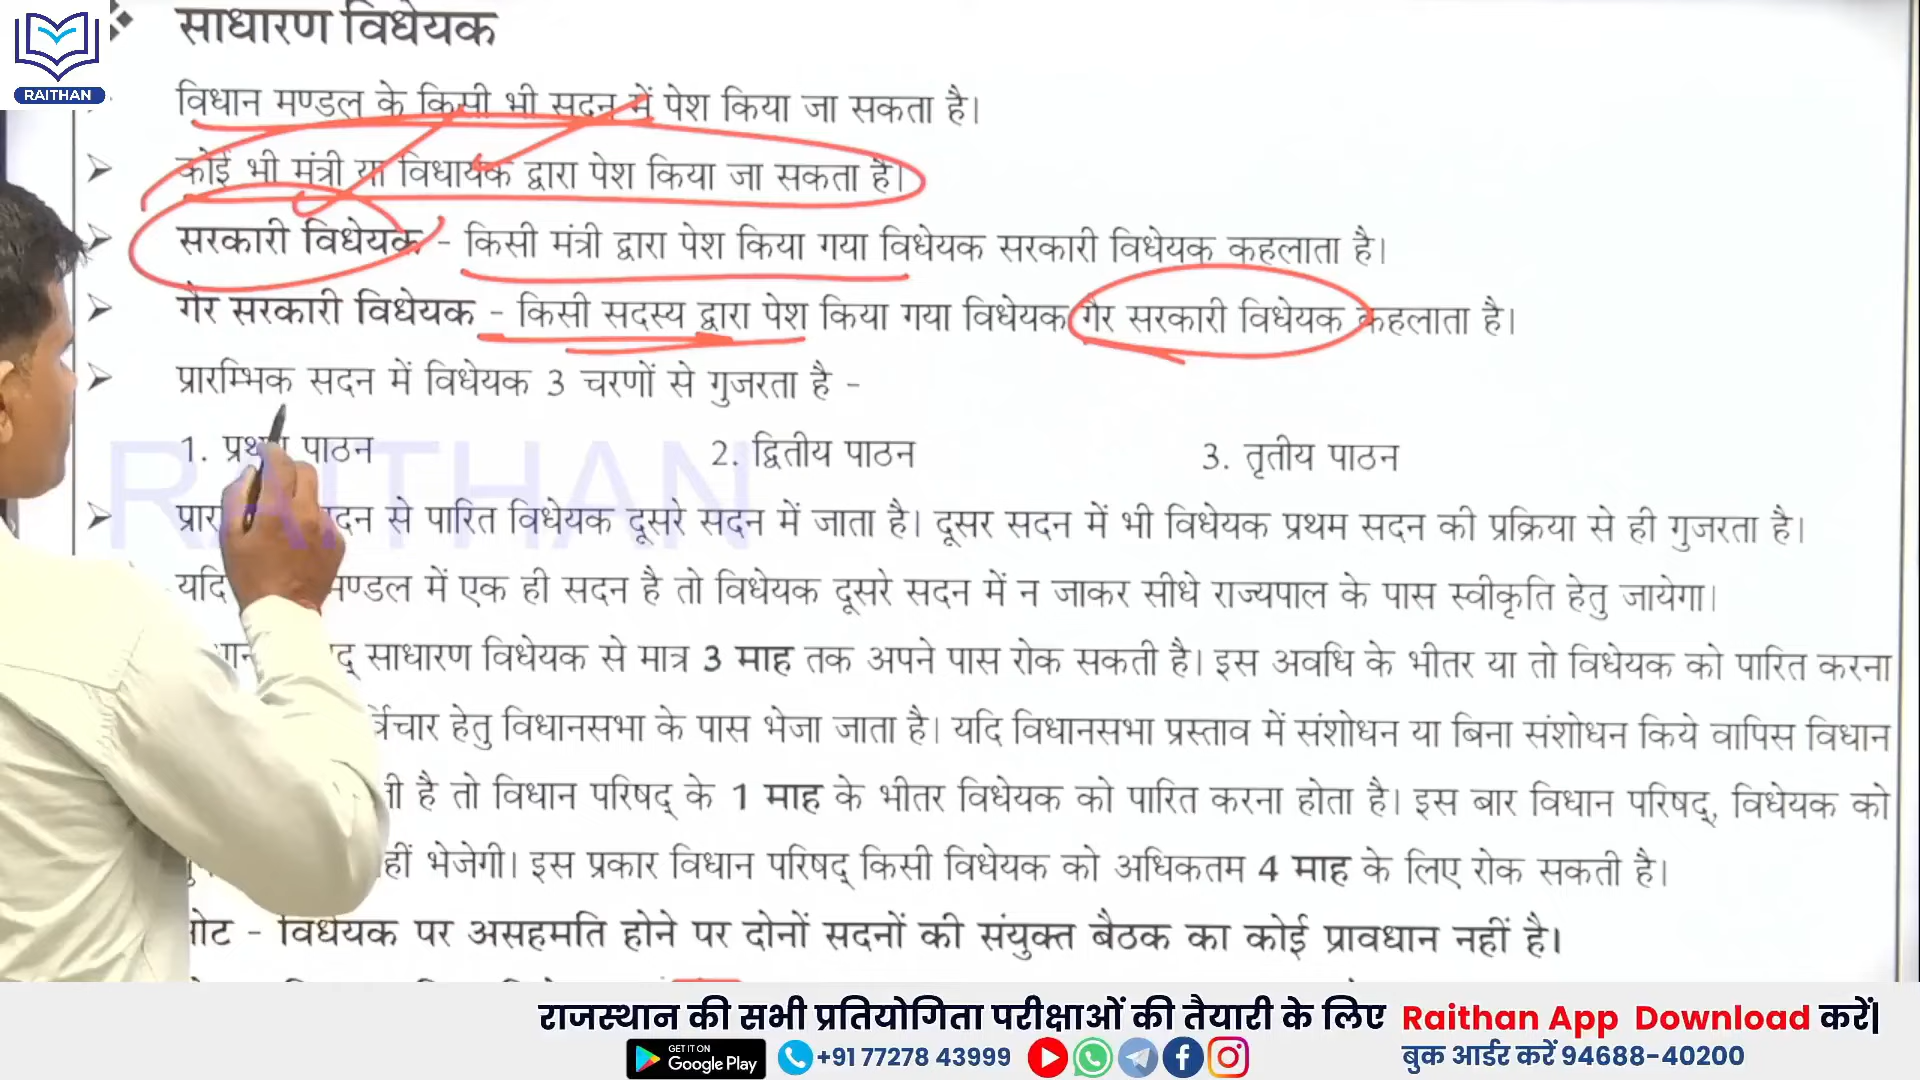 साधारण विधेयक
RAITHAN
विधान मण्डल के किसी भी सदन में पेश किया जा सकता है।
कोई भी मंत्री या विधायक द्वारा पेश किया जा सकता है।
सरकारी विधेयक - किसी मंत्री द्वारा पेश किया गया विधेयक सरकारी विधेयक कहलाता है।
गैर सरकारी विधेयक - किसी सदस्य द्वारा पेश किया गया विधेयक गैर सरकारी विधेयक कहलाता है।
प्रारम्भिक सदन में विधेयक 3 चरणों से गुजरता है -
1. पाठन 2. द्वितीय पाठन 3. तृतीय पाठन
RAITHAN
से पारित विधेयक दूसरे सदन में जाता है। दूसर सदन में भी विधेयक प्रथम सदन की प्रक्रिया से ही गुजरता है।
यदि में एक ही सदन है तो विधेयक दूसरे सदन में न जाकर सीधे राज्यपाल के पास स्वीकृति हेतु जायेगा।
साधारण विधेयक से मात्र 3 माह तक अपने पास रोक सकती है। इस अवधि के भीतर या तो विधेयक को पारित करना
हेतु विधानसभा के पास भेजा जाता है। यदि विधानसभा प्रस्ताव में संशोधन या बिना संशोधन किये वापिस विधान
है तो विधान परिषद् के 1 माह के भीतर विधेयक को पारित करना होता है। इस बार विधान परिषद्, विधेयक को
भेजेगी। इस प्रकार विधान परिषद् किसी विधेयक को अधिकतम 4 माह के लिए रोक सकती है।
- विधेयक पर असहमति होने पर दोनों सदनों की संयुक्त बैठक का कोई प्रावधान नहीं है।
राजस्थान की सभी प्रतियोगिता परीक्षाओं की तैयारी के लिए Raithan App Download करें|
GET IT ON
Google Play +91 77278 43999 बुक आर्डर करें 94688-40200